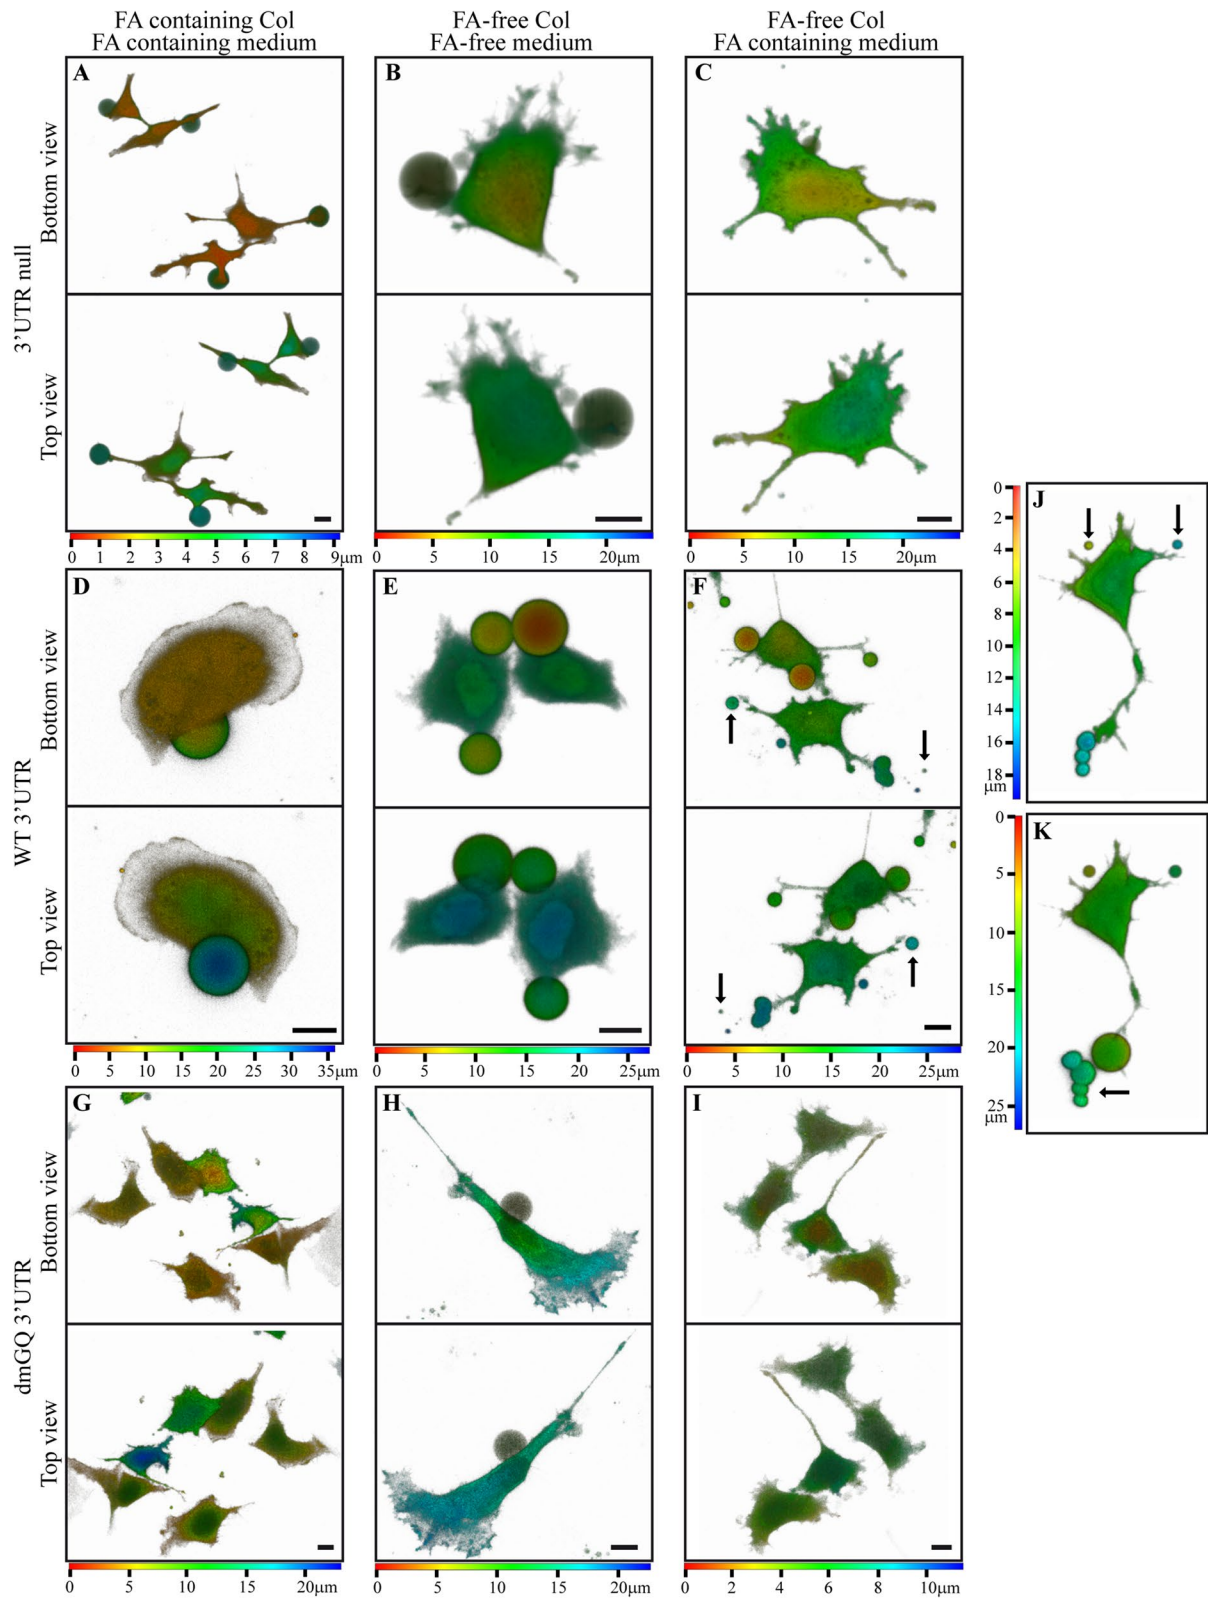 FA containing Col
FA containing medium
FA-free Col
FA-free medium
FA-free Col
FA containing medium
3'UTR null
Bottom view
Top view
A
B
C
0 1 2 3 4 5 6 7 8 9μm
0 5 10 15 20μm
0 5 10 15 20μm
WT 3'UTR
Bottom view
Top view
D
E
F
0 5 10 15 20 25 30 35μm
0 5 10 15 20 25μm
0 5 10 15 20 25μm
dmGQ 3'UTR
Bottom view
Top view
G
H
I
0 5 10 15 20μm
0 5 10 15 20μm
0 2 4 6 8 10μm
J
0
2
4
6
8
10
12
14
16
18
μm
K
0
5
10
15
20
25
μm